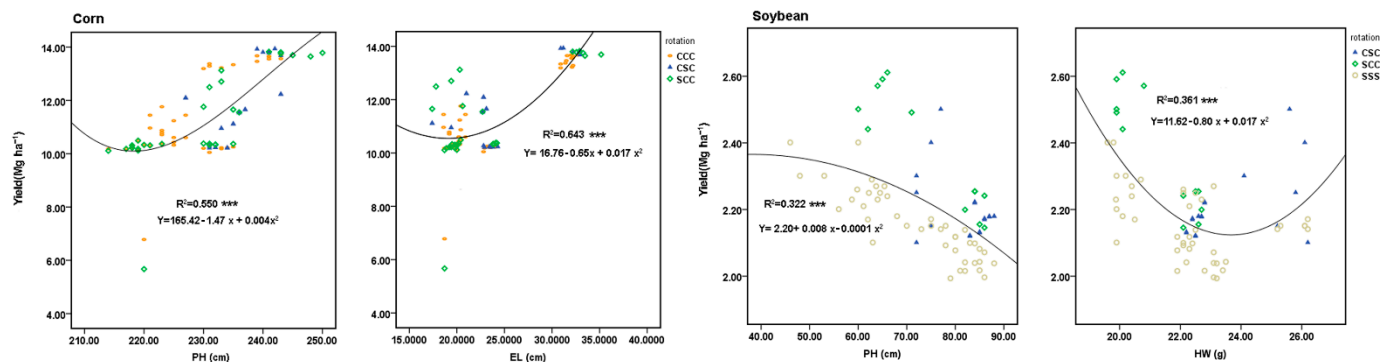 Corn
Yield(Mg ha⁻¹)
14.00
12.00
10.00
8.00
6.00
4.00
R²=0.550 ***
Y=165.42-1.47 x+0.004x²
210.00
220.00
230.00
240.00
250.00
PH (cm)
14.00
12.00
10.00
8.00
6.00
4.00
R²=0.643 ***
Y= 16.76-0.65x+ 0.017 x²
15.0000
20.0000
25.0000
30.0000
35.0000
40.0000
EL (cm)
rotation
CCC
CSC
SCC
Soybean
Yield(Mg ha⁻¹)
2.60
2.40
2.20
2.00
R²=0.322 ***
Y= 2.20+ 0.008 x-0.0001 x²
40.00
50.00
60.00
70.00
80.00
90.00
PH (cm)
2.60
2.40
2.20
2.00
R²=0.361 ***
Y=11.62-0.80 x+ 0.017 x²
20.00
22.00
24.00
26.00
HW (g)
rotation
CSC
SCC
SSS